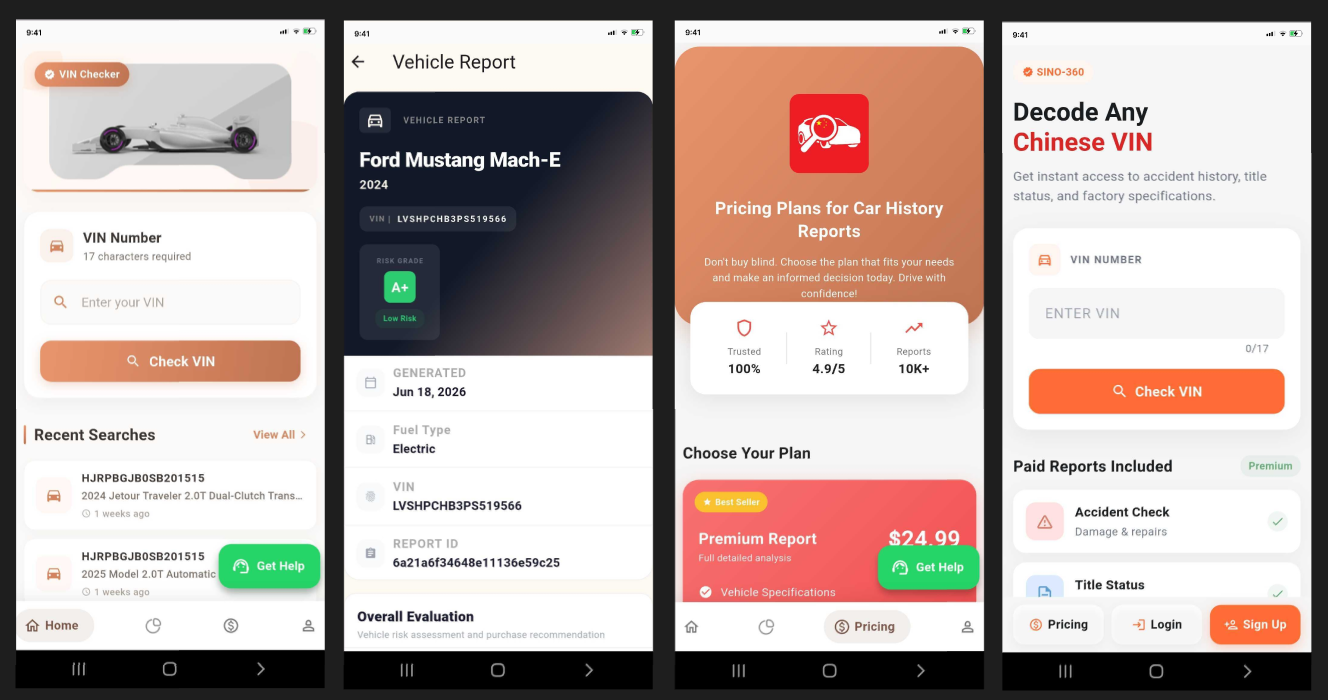 9:41
VIN Checker
VIN Number
17 characters required
Enter your VIN
Check VIN
Recent Searches
View All
HJRPBGJB0SB201515
2024 Jetour Traveler 2.0T Dual-Clutch Trans...
1 weeks ago
HJRPBGJB0SB201515
2025 Model 2.0T Automatic
1 weeks ago
Get Help
Home
9:41
Vehicle Report
VEHICLE REPORT
Ford Mustang Mach-E
2024
VIN | LVSHPCHB3PS519566
RISK GRADE
A+
Low Risk
GENERATED
Jun 18, 2026
Fuel Type
Electric
VIN
LVSHPCHB3PS519566
REPORT ID
6a21a6f34648e11136e59c25
Overall Evaluation
Vehicle risk assessment and purchase recommendation
9:41
Pricing Plans for Car History
Reports
Don't buy blind. Choose the plan that fits your needs
and make an informed decision today. Drive with
confidence!
Trusted
100%
Rating
4.9/5
Reports
10K+
Choose Your Plan
Best Seller
Premium Report
$24.99
Full detailed analysis
Get Help
Vehicle Specifications
Pricing
9:41
SINO-360
Decode Any
Chinese VIN
Get instant access to accident history, title
status, and factory specifications.
VIN NUMBER
ENTER VIN
0/17
Check VIN
Paid Reports Included
Premium
Accident Check
Damage & repairs
Title Status
Pricing
Login
Sign Up